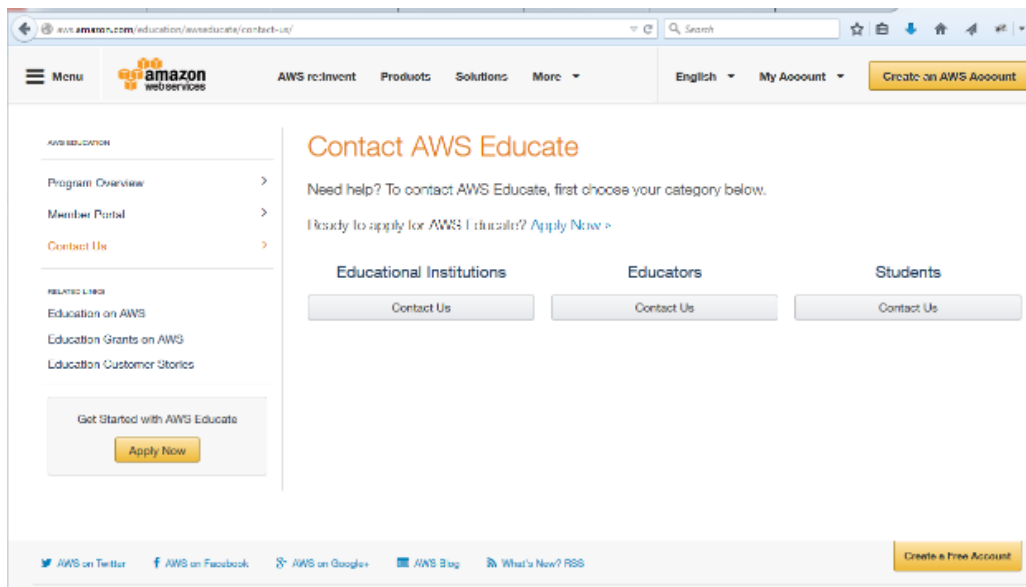 aws.amazon.com/education/awseducate/contact-us/
Search
Menu
amazon
webservices
AWS re:Invent Products Solutions More
English My Account Create an AWS Account
AWS EDUCATION
Program Overview
Member Portal
Contact Us
RELATED LINKS
Education on AWS
Education Grants on AWS
Education Customer Stories
Get Started with AWS Educate
Apply Now
Contact AWS Educate
Need help? To contact AWS Educate, first choose your category below.
Ready to apply for AWS Educate? Apply Now »
Educational Institutions Educators Students
Contact Us Contact Us Contact Us
AWS on Twitter AWS on Facebook AWS on Google+ AWS Blog What's New? RSS
Create a Free Account